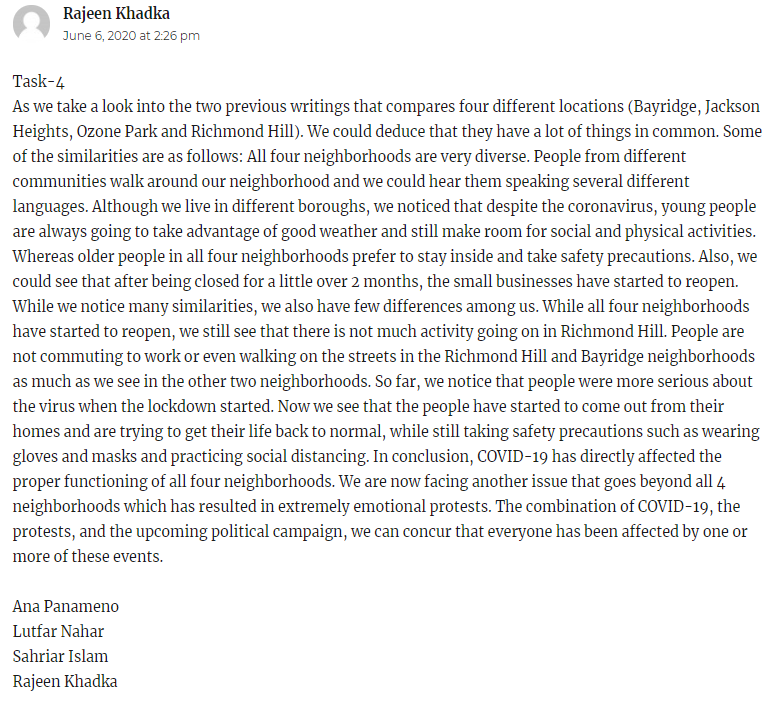 Rajeen Khadka
June 6, 2020 at 2:26 pm
Task-4
As we take a look into the two previous writings that compares four different locations (Bayridge, Jackson
Heights, Ozone Park and Richmond Hill). We could deduce that they have a lot of things in common. Some
of the similarities are as follows: All four neighborhoods are very diverse. People from different
communities walk around our neighborhood and we could hear them speaking several different
languages. Although we live in different boroughs, we noticed that despite the coronavirus, young people
are always going to take advantage of good weather and still make room for social and physical activities.
Whereas older people in all four neighborhoods prefer to stay inside and take safety precautions. Also, we
could see that after being closed for a little over 2 months, the small businesses have started to reopen.
While we notice many similarities, we also have few differences among us. While all four neighborhoods
have started to reopen, we still see that there is not much activity going on in Richmond Hill. People are
not commuting to work or even walking on the streets in the Richmond Hill and Bayridge neighborhoods
as much as we see in the other two neighborhoods. So far, we notice that people were more serious about
the virus when the lockdown started. Now we see that the people have started to come out from their
homes and are trying to get their life back to normal, while still taking safety precautions such as wearing
gloves and masks and practicing social distancing. In conclusion, COVID-19 has directly affected the
proper functioning of all four neighborhoods. We are now facing another issue that goes beyond all 4
neighborhoods which has resulted in extremely emotional protests. The combination of COVID-19, the
protests, and the upcoming political campaign, we can concur that everyone has been affected by one or
more of these events.
Ana Panameno
Lutfar Nahar
Sahriar Islam
Rajeen Khadka